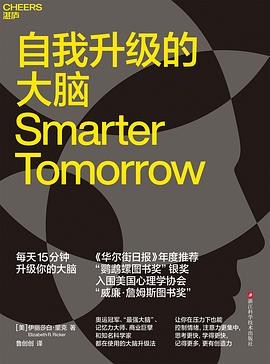 CHEERS
湛庐
自我升级的
大脑
Smarter
Tomorrow
每天15分钟
升级你的大脑
《华尔街日报》年度推荐
“鹦鹉螺图书奖”银奖
入围美国心理学协会
“威廉·詹姆斯图书奖”
[美]伊丽莎白·里克
Elizabeth R. Ricker
鲁创创 译
奥运冠军、“最强大脑”、
记忆力大师、商业巨擘
和知名科学家
都在使用的大脑升级法
让你在压力下也能
控制情绪，注意力更集中，
思考更快，学得更快，
记得更多，更有创造力
浙江科学技术出版社